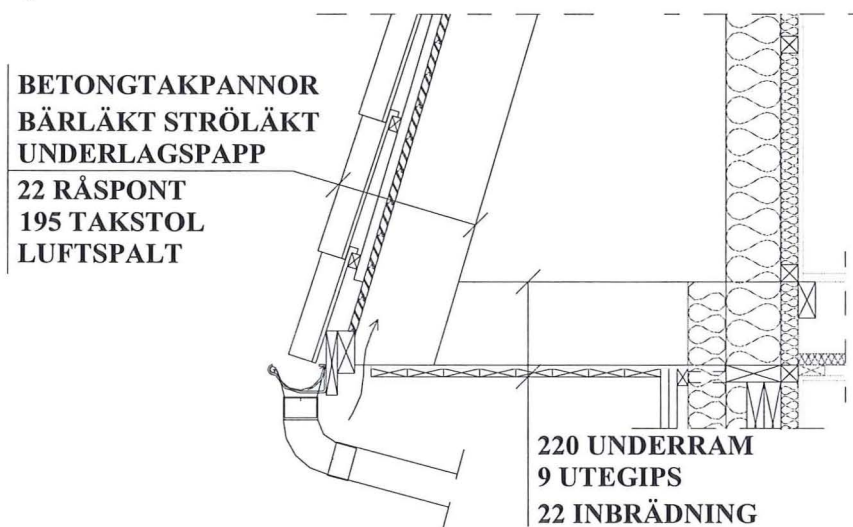 BETONGTAKPANNOR
BÄRLÄKT STRÖLÄKT
UNDERLAGSPAPP
22 RÅSPONT
195 TAKSTOL
LUFTSPALT
220 UNDERRAM
9 UTEGIPS
22 INBRÄDNING